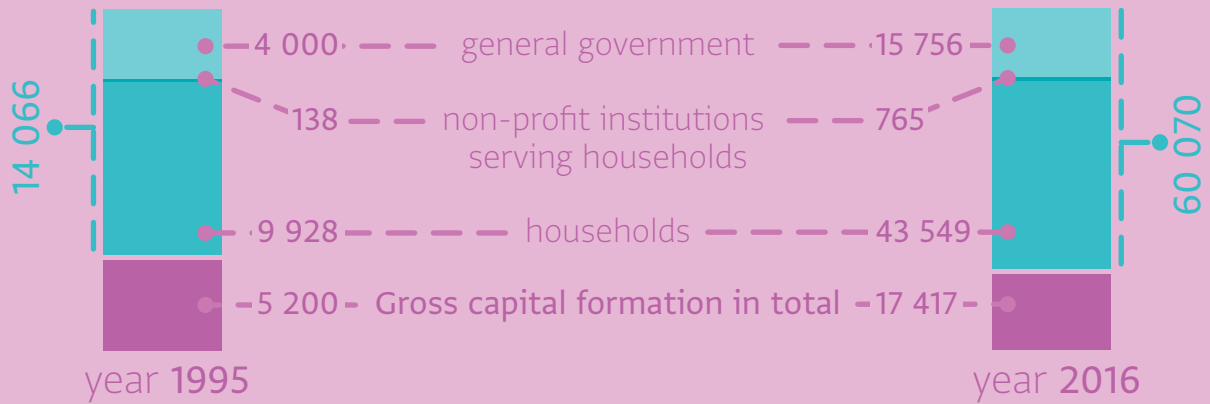 4 000 general government 15 756
138 non-profit institutions 765
serving households
14 066
60 070
9 928 households 43 549
5 200 Gross capital formation in total 17 417
year 1995 year 2016